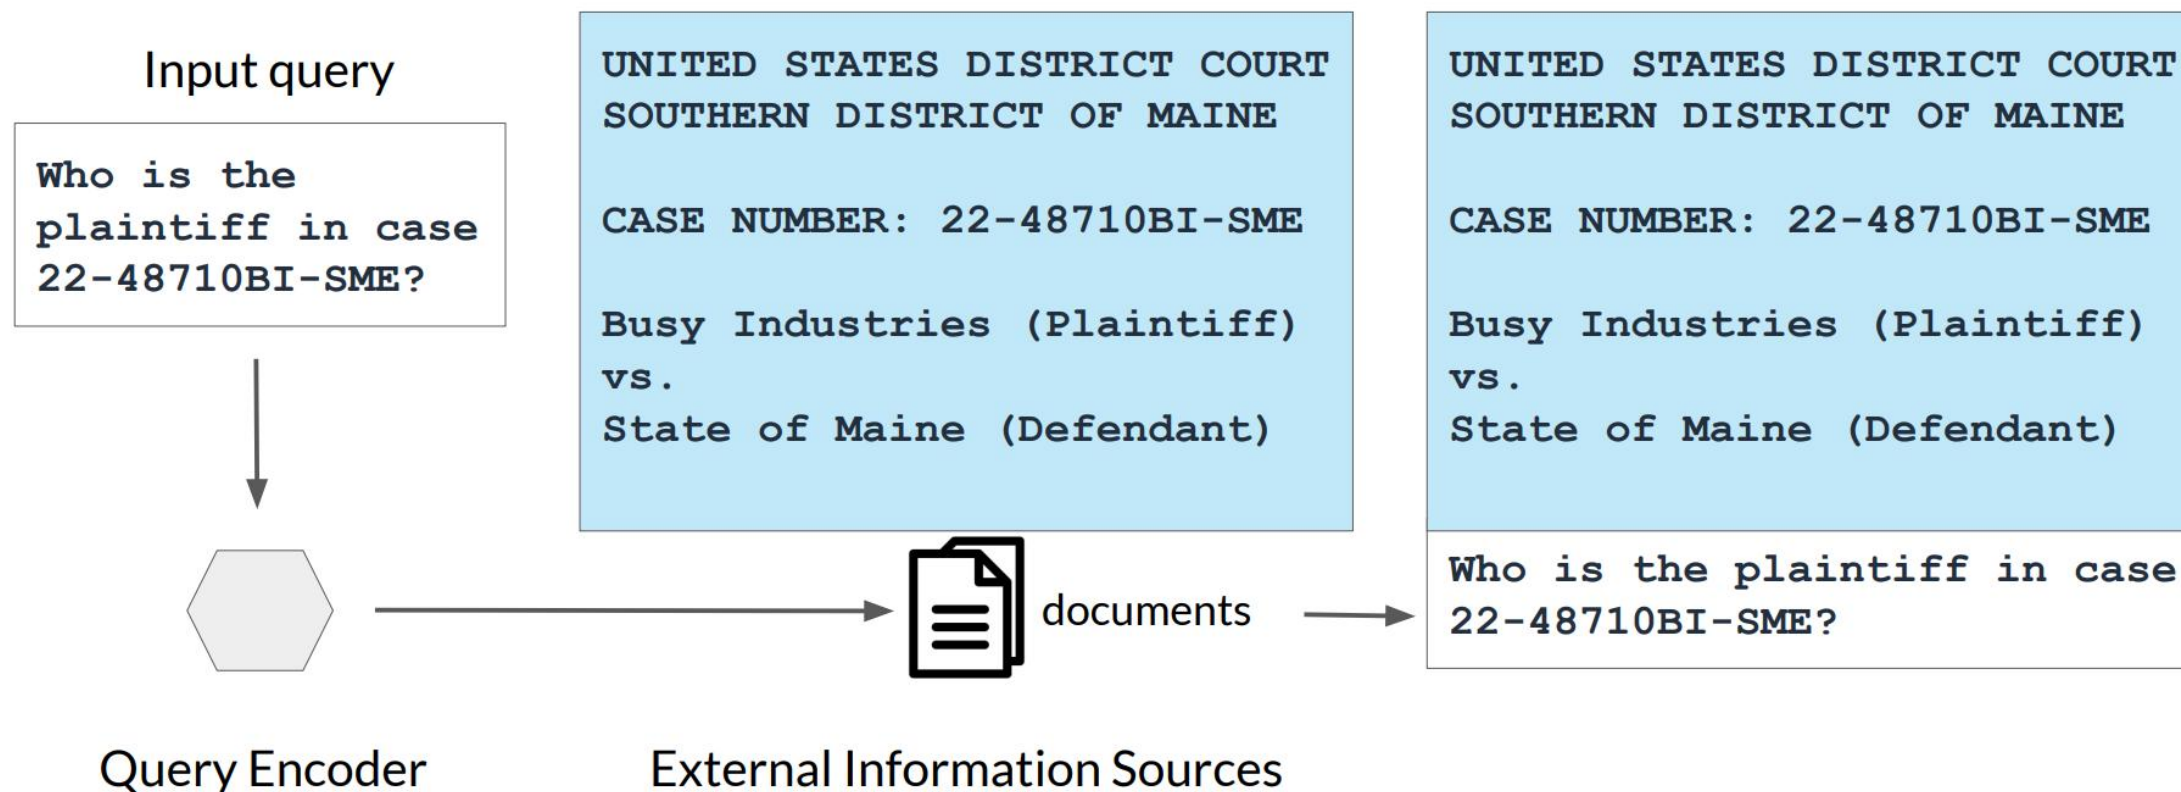 Input query
Who is the
plaintiff in case
22-48710BI-SME?
Query Encoder
UNITED STATES DISTRICT COURT
SOUTHERN DISTRICT OF MAINE
CASE NUMBER: 22-48710BI-SME
Busy Industries (Plaintiff)
vs.
State of Maine (Defendant)
documents
External Information Sources
UNITED STATES DISTRICT COURT
SOUTHERN DISTRICT OF MAINE
CASE NUMBER: 22-48710BI-SME
Busy Industries (Plaintiff)
vs.
State of Maine (Defendant)
Who is the plaintiff in case
22-48710BI-SME?